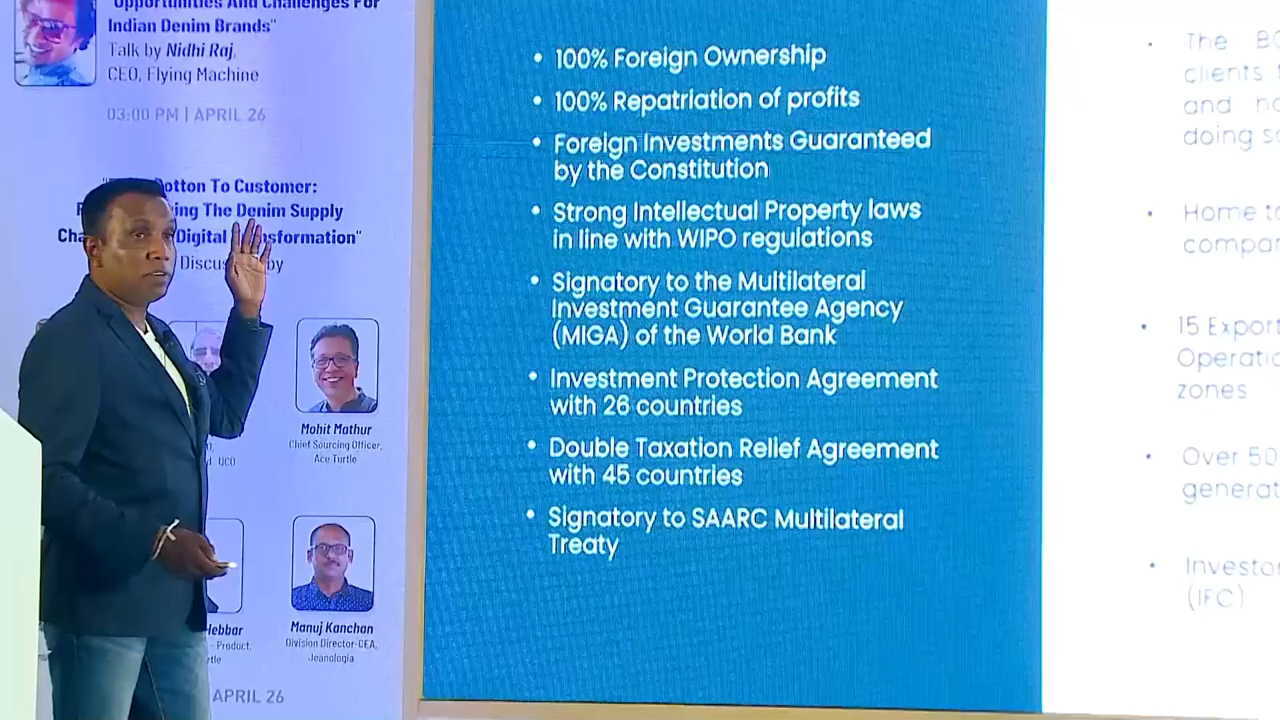 "Opportunities And Challenges For
Indian Denim Brands"
Talk by Nidhi Raj,
CEO, Flying Machine
03:00 PM | APRIL 26
otton To Customer:
ing The Denim Supply
Cha Digital sformation"
Discus by
Mohit Mathur
Chief Sourcing Officer,
Ace Turtle
UCO
Hebbar
- Product,
Manuj Kanchan
Division Director-CEA,
Jeanologia
APRIL 26
• 100% Foreign Ownership
• 100% Repatriation of profits
• Foreign Investments Guaranteed
by the Constitution
• Strong Intellectual Property laws
in line with WIPO regulations
• Signatory to the Multilateral
Investment Guarantee Agency
(MIGA) of the World Bank
• Investment Protection Agreement
with 26 countries
• Double Taxation Relief Agreement
with 45 countries
• Signatory to SAARC Multilateral
Treaty
• The BO
clients
and no
doing so
• Home to
compan
• 15 Export
Operatio
zones
• Over 50
generat
• Investo
(IFC)